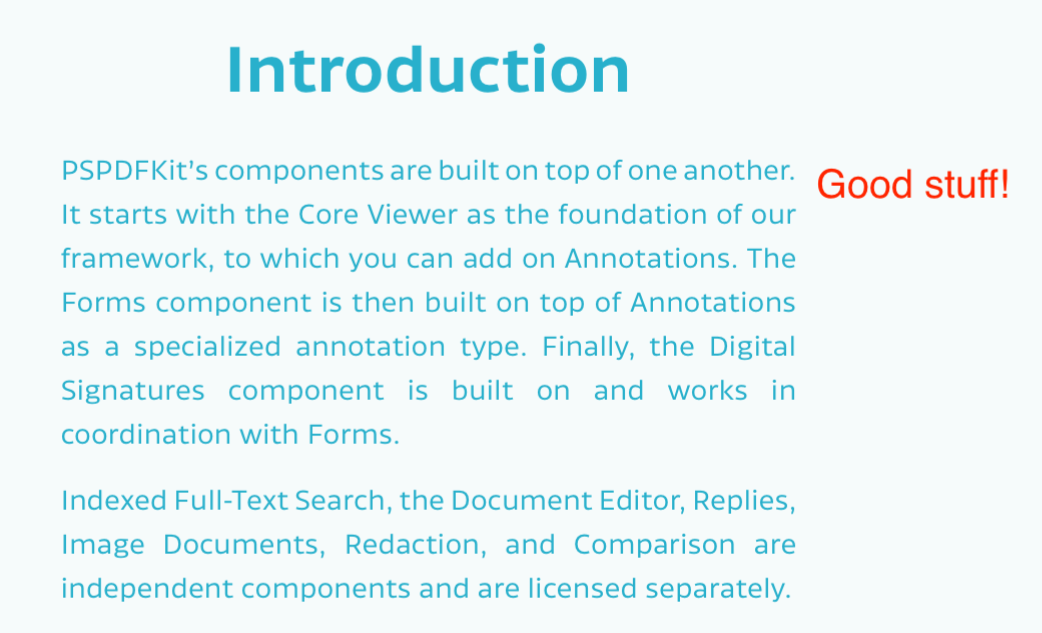 Introduction
PSPDFKit’s components are built on top of one another.
Good stuff!
It starts with the Core Viewer as the foundation of our
framework, to which you can add on Annotations. The
Forms component is then built on top of Annotations
as a specialized annotation type. Finally, the Digital
Signatures component is built on and works in
coordination with Forms.
Indexed Full-Text Search, the Document Editor, Replies,
Image Documents, Redaction, and Comparison are
independent components and are licensed separately.